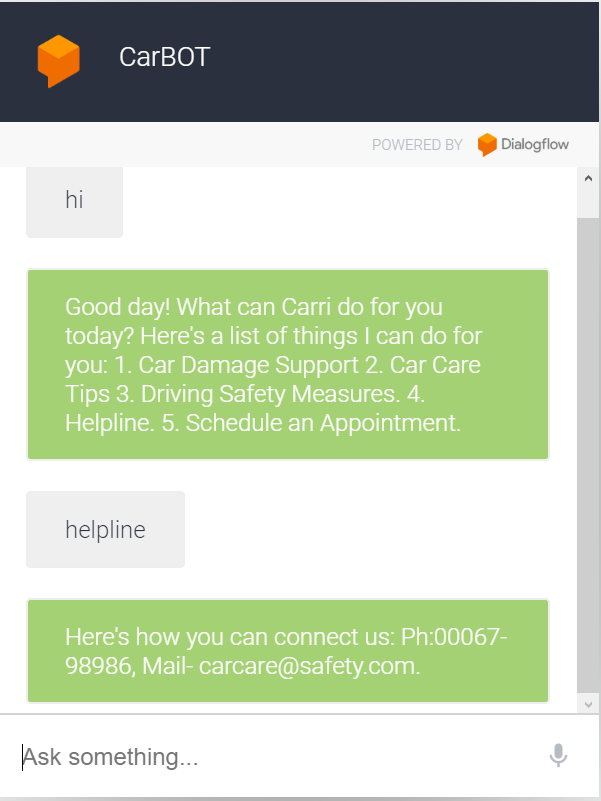 CarBOT
POWERED BY Dialogflow
hi
Good day! What can Carri do for you
today? Here's a list of things I can do for
you: 1. Car Damage Support 2. Car Care
Tips 3. Driving Safety Measures. 4.
Helpline. 5. Schedule an Appointment.
helpline
Here's how you can connect us: Ph:00067-
98986, Mail- carcare@safety.com.
Ask something...